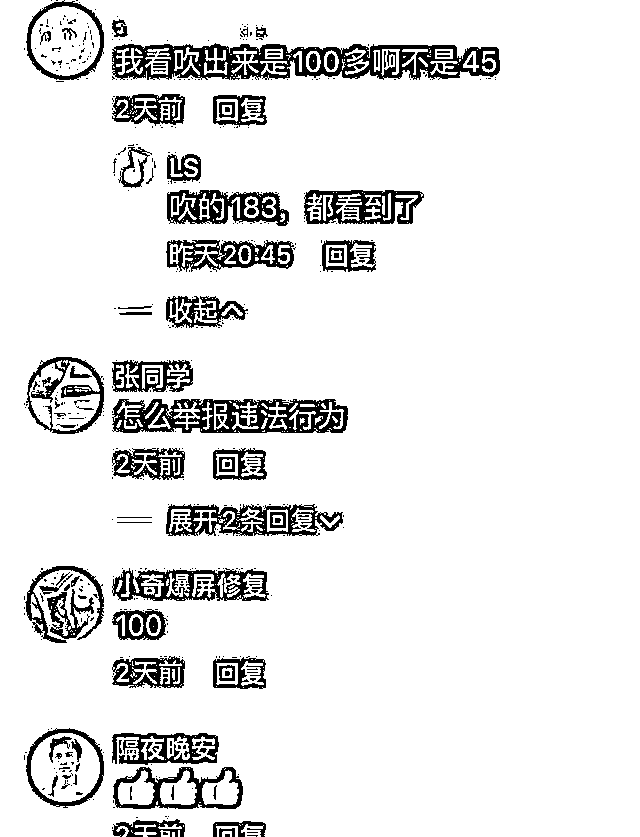 我看吹出来是100多啊不是45
2天前 回复
LS
吹的183，都看到了
昨天20:45 回复
收起
张同学
怎么举报违法行为
2天前 回复
展开2条回复
小奇爆屏修复
100
2天前 回复
隔夜晚安
👍👍👍
2天前 回复